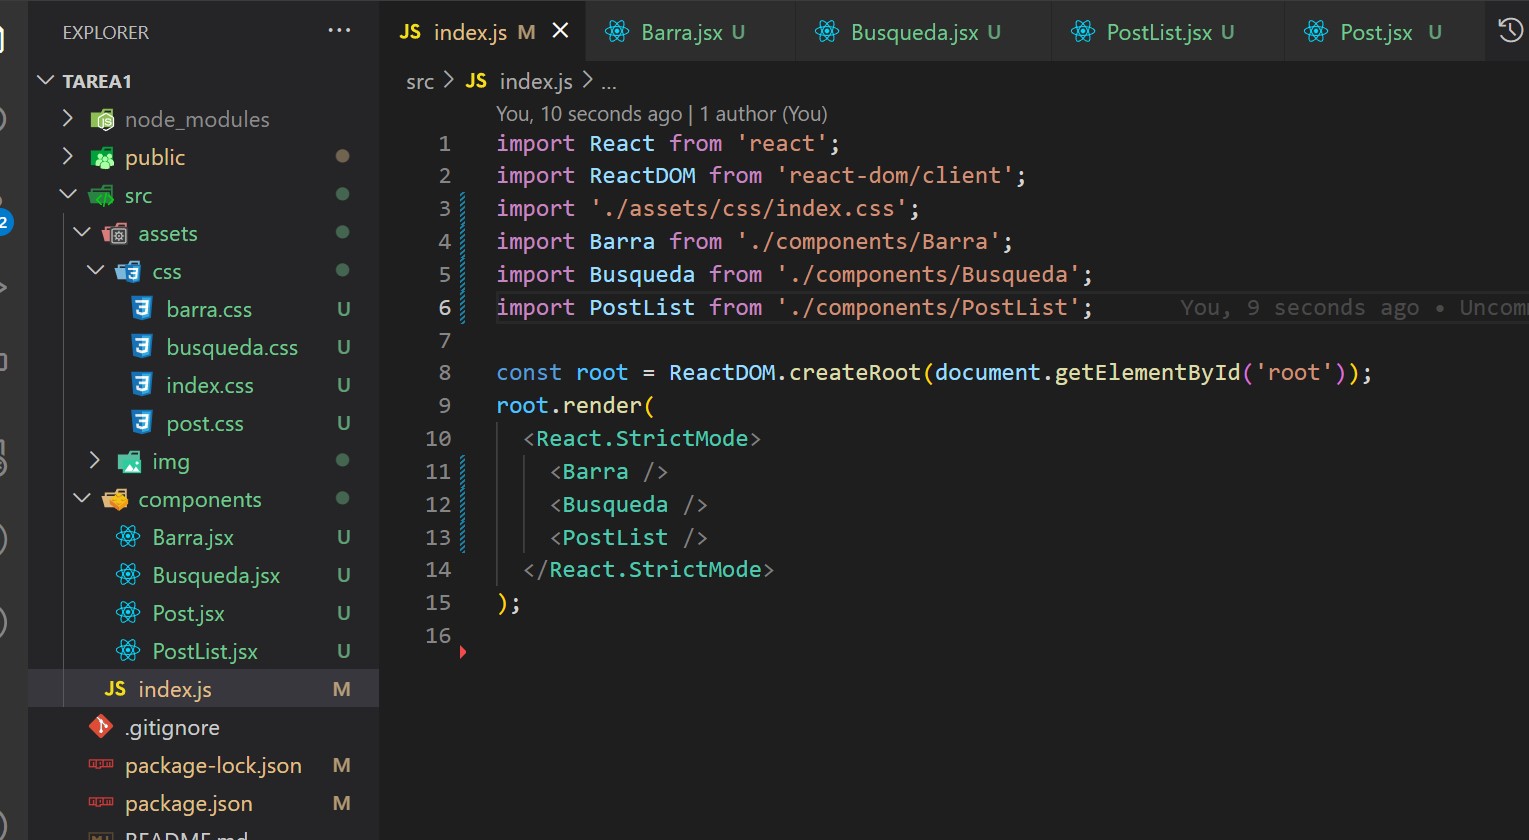 EXPLORER
TAREA1
node_modules
public
src
assets
css
barra.css U
busqueda.css U
index.css U
post.css U
img
components
Barra.jsx U
Busqueda.jsx U
Post.jsx U
PostList.jsx U
JS index.js M
.gitignore
package-lock.json M
package.json M
README.md
2
JS index.js M
Barra.jsx U
Busqueda.jsx U
PostList.jsx U
Post.jsx U
src > JS index.js > ...
You, 10 seconds ago | 1 author (You)
1 import React from 'react';
2 import ReactDOM from 'react-dom/client';
3 import './assets/css/index.css';
4 import Barra from './components/Barra';
5 import Busqueda from './components/Busqueda';
6 import PostList from './components/PostList'; You, 9 seconds ago •
7
8 const root = ReactDOM.createRoot(document.getElementById('root'));
9 root.render(
10 <React.StrictMode>
11 <Barra />
12 <Busqueda />
13 <PostList />
14 </React.StrictMode>
15 );
16